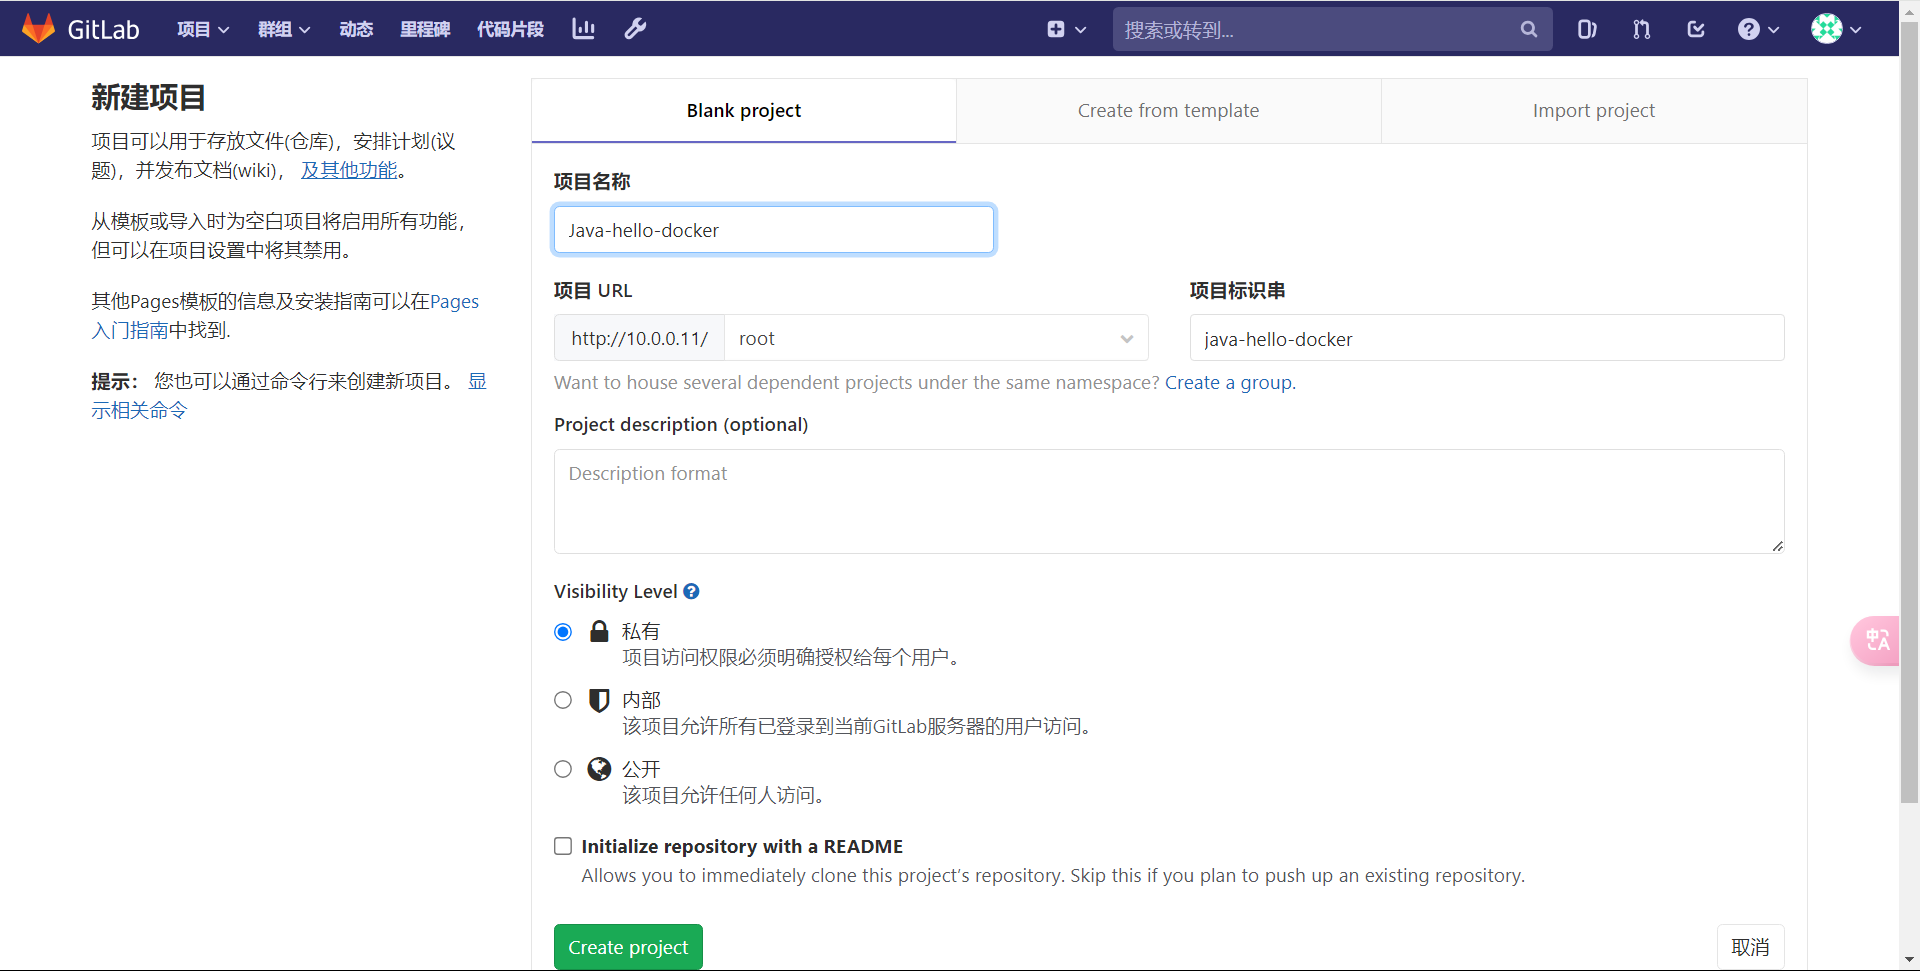 GitLab 项目 群组 动态 里程碑 代码片段 搜索或转到...
新建项目
项目可以用于存放文件(仓库)，安排计划(议
题)，并发布文档(wiki)， 及其他功能。
从模板或导入时为空白项目将启用所有功能，
但可以在项目设置中将其禁用。
其他Pages模板的信息及安装指南可以在Pages
入门指南中找到.
提示： 您也可以通过命令行来创建新项目。 显
示相关命令
Blank project Create from template Import project
项目名称
Java-hello-docker
项目 URL 项目标识串
http://10.0.0.11/ root java-hello-docker
Want to house several dependent projects under the same namespace? Create a group.
Project description (optional)
Description format
Visibility Level
私有
项目访问权限必须明确授权给每个用户。
内部
该项目允许所有已登录到当前GitLab服务器的用户访问。
公开
该项目允许任何人访问。
Initialize repository with a README
Allows you to immediately clone this project’s repository. Skip this if you plan to push up an existing repository.
Create project 取消
中A